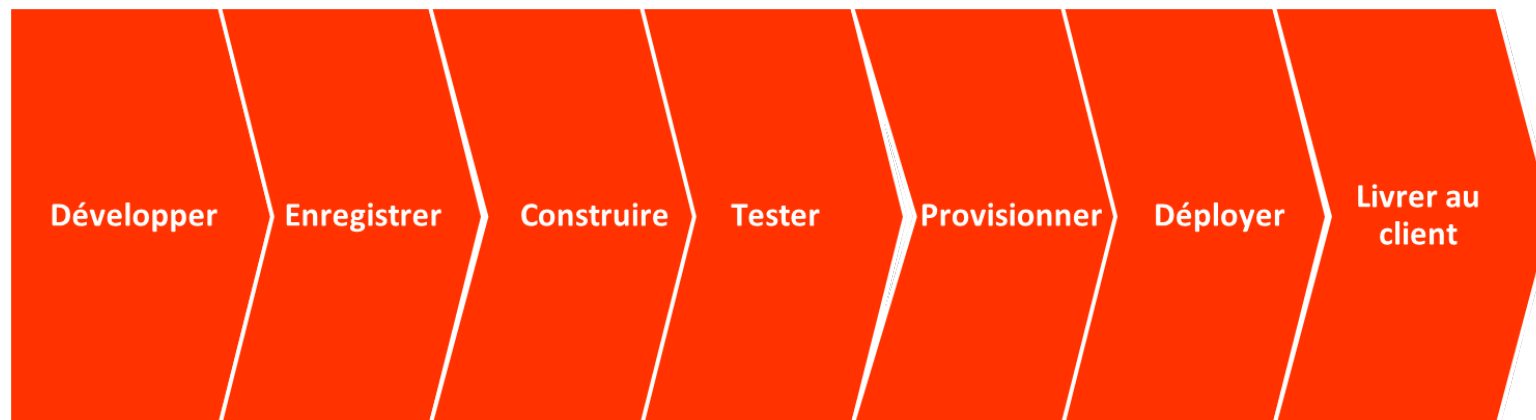 Développer
Enregistrer
Construire
Tester
Provisionner
Déployer
Livrer au
client